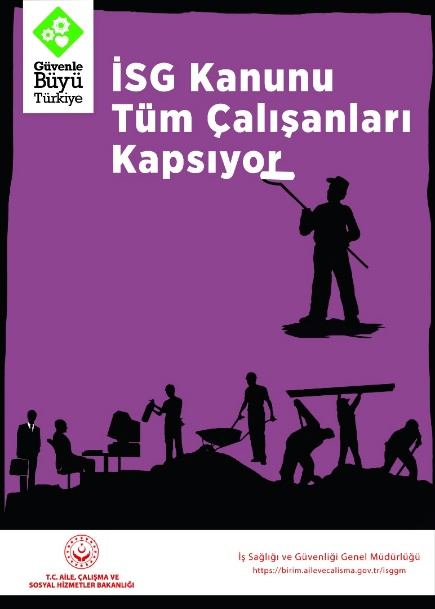 Güvenle
Büyü
Türkiye
İSG Kanunu
Tüm Çalışanları
Kapsıyor
T.C. AİLE, ÇALIŞMA VE
SOSYAL HİZMETLER BAKANLIĞI
İş Sağlığı ve Güvenliği Genel Müdürlüğü
https://birim.ailevecalisma.gov.tr/isggm